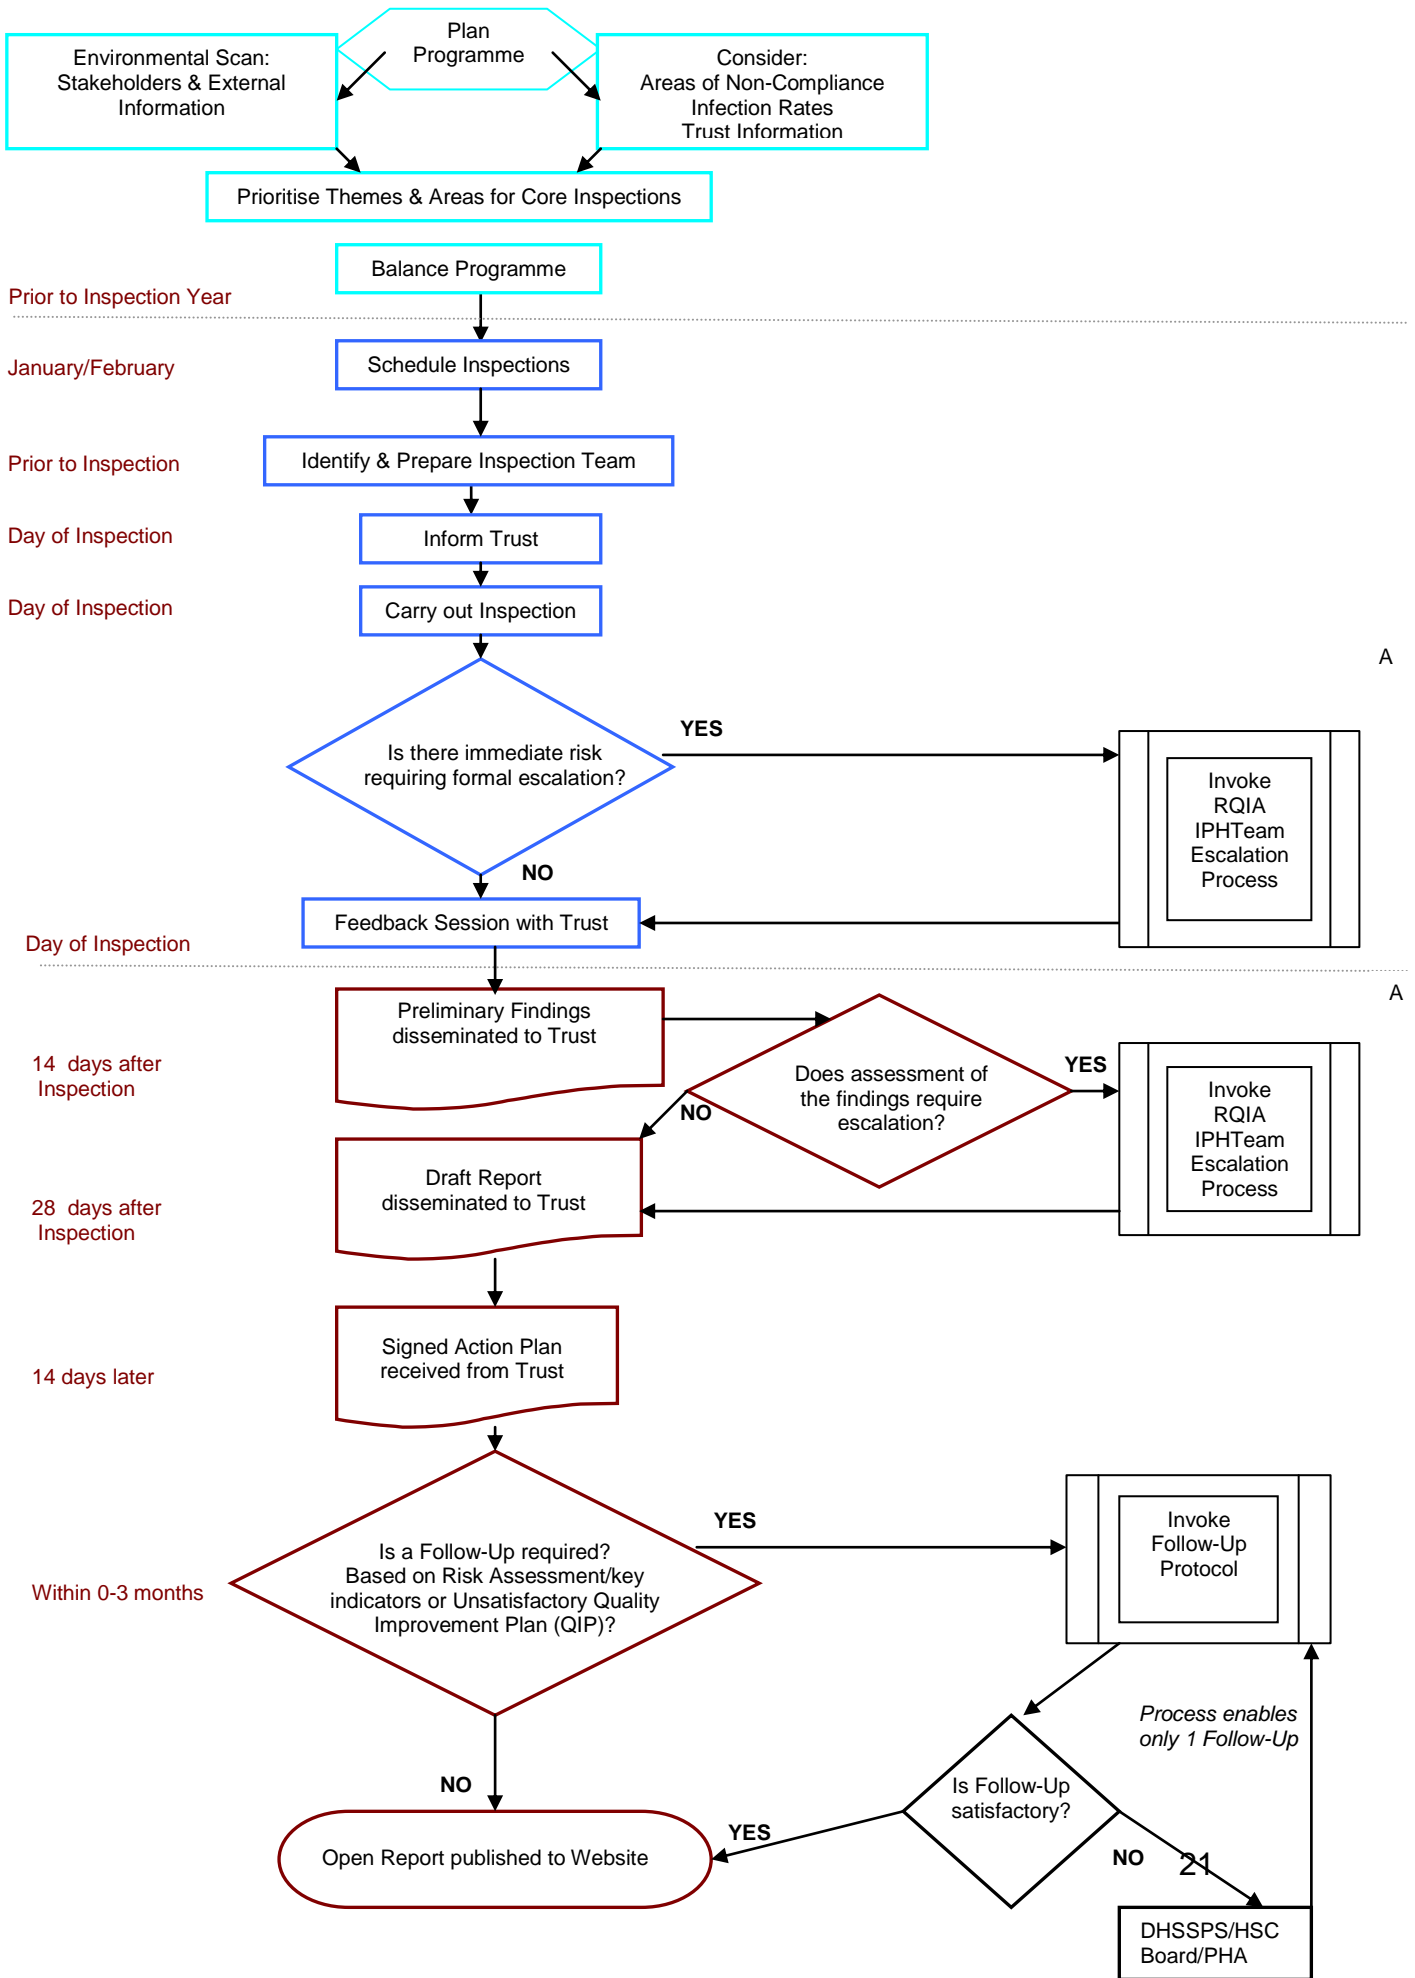 Plan
Programme
Environmental Scan:
Stakeholders & External
Information
Consider:
Areas of Non-Compliance
Infection Rates
Trust Information
Prioritise Themes & Areas for Core Inspections
Balance Programme
Prior to Inspection Year
January/February
Schedule Inspections
Prior to Inspection
Identify & Prepare Inspection Team
Day of Inspection
Inform Trust
Day of Inspection
Carry out Inspection
A
YES
Is there immediate risk
requiring formal escalation?
Invoke
RQIA
IPHTeam
Escalation
Process
NO
Feedback Session with Trust
Day of Inspection
A
Preliminary Findings
disseminated to Trust
14 days after
Inspection
Does assessment of
the findings require
escalation?
YES
NO
Invoke
RQIA
IPHTeam
Escalation
Process
Draft Report
disseminated to Trust
28 days after
Inspection
Signed Action Plan
received from Trust
14 days later
YES
Is a Follow-Up required?
Based on Risk Assessment/key
indicators or Unsatisfactory Quality
Improvement Plan (QIP)?
Within 0-3 months
Invoke
Follow-Up
Protocol
Process enables
only 1 Follow-Up
NO
Is Follow-Up
satisfactory?
YES
NO
21
Open Report published to Website
DHSSPS/HSC
Board/PHA